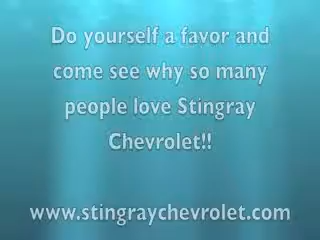 Do yourself a favor and
come see why so many
people love Stingray
Chevrolet!!
www.stingraychevrolet.com